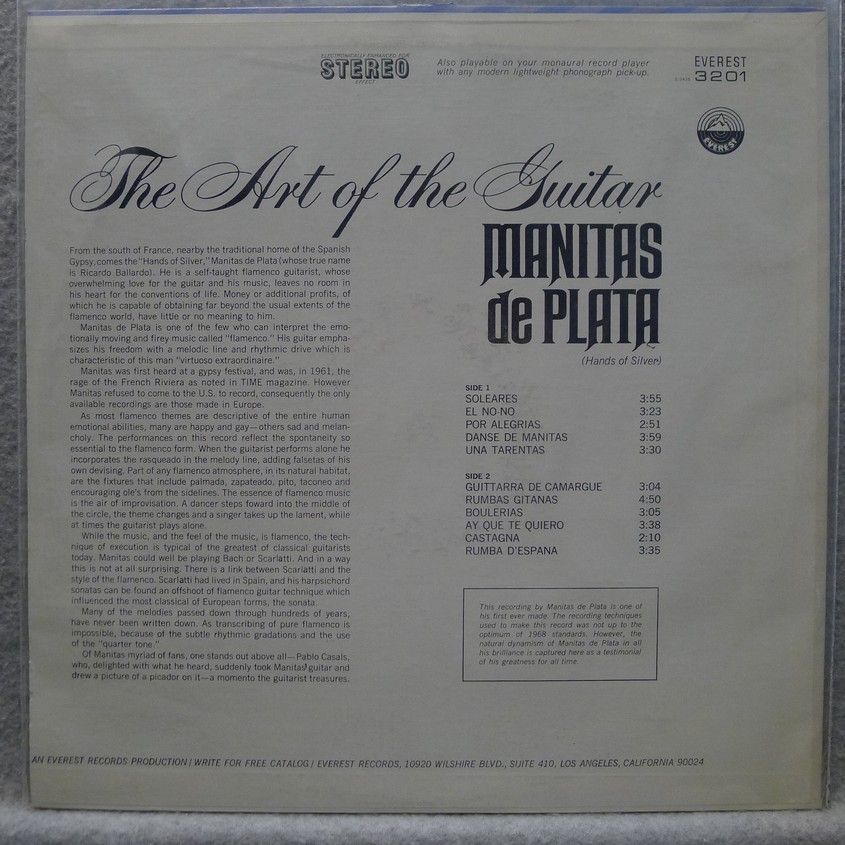 ELECTRONICALLY ENHANCED FOR
STEREO
EFFECT
Also playable on your monaural record player
with any modern lightweight phonograph pick-up.
EVEREST
3201
EVEREST
The Art of the Guitar
MANITAS
de PLATA
(Hands of Silver)
From the south of France, nearby the traditional home of the Spanish
Gypsy, comes the "Hands of Silver," Manitas de Plata (whose true name
is Ricardo Ballardo). He is a self-taught flamenco guitarist, whose
overwhelming love for the guitar and his music, leaves no room in
his heart for the conventions of life. Money or additional profits, of
which he is capable of obtaining far beyond the usual extents of the
flamenco world, have little or no meaning to him.
Manitas de Plata is one of the few who can interpret the emo-
tionally moving and firey music called "flamenco." His guitar empha-
sizes his freedom with a melodic line and rhythmic drive which is
characteristic of this man "virtuoso extraordinaire."
Manitas was first heard at a gypsy festival, and was, in 1961, the
rage of the French Riviera as noted in TIME magazine. However
Manitas refused to come to the U.S. to record, consequently the only
available recordings are those made in Europe.
As most flamenco themes are descriptive of the entire human
emotional abilities, many are happy and gay—others sad and melan-
choly. The performances on this record reflect the spontaneity so
essential to the flamenco form. When the guitarist performs alone he
incorporates the rasqueado in the melody line, adding falsetas of his
own devising. Part of any flamenco atmosphere, in its natural habitat,
are the fixtures that include palmada, zapateado, pito, taconeo and
encouraging ole's from the sidelines. The essence of flamenco music
is the air of improvisation. A dancer steps foward into the middle of
the circle, the theme changes and a singer takes up the lament, while
at times the guitarist plays alone.
While the music, and the feel of the music, is flamenco, the tech-
nique of execution is typical of the greatest of classical guitarists
today. Manitas could well be playing Bach or Scarlatti. And in a way
this is not at all surprising. There is a link between Scarlatti and the
style of the flamenco. Scarlatti had lived in Spain, and his harpsichord
sonatas can be found an offshoot of flamenco guitar technique which
influenced the most classical of European forms, the sonata.
Many of the melodies passed down through hundreds of years,
have never been written down. As transcribing of pure flamenco is
impossible, because of the subtle rhythmic gradations and the use
of the "quarter tone."
Of Manitas myriad of fans, one stands out above all—Pablo Casals,
who, delighted with what he heard, suddenly took Manitas' guitar and
drew a picture of a picador on it—a momento the guitarist treasures.
SIDE 1
SOLEARES 3:55
EL NO-NO 3:23
POR ALEGRIAS 2:51
DANSE DE MANITAS 3:59
UNA TARENTAS 3:30
SIDE 2
GUITTARRA DE CAMARGUE 3:04
RUMBAS GITANAS 4:50
BOULERIAS 3:05
AY QUE TE QUIERO 3:38
CASTAGNA 2:10
RUMBA D'ESPANA 3:35
This recording by Manitas de Plata is one of
his first ever made. The recording techniques
used to make this record was not up to the
optimum of 1968 standards. However, the
natural dynamism of Manitas de Plata in all
his brilliance is captured here as a testimonial
of his greatness for all time.
AN EVEREST RECORDS PRODUCTION / WRITE FOR FREE CATALOG / EVEREST RECORDS, 10920 WILSHIRE BLVD., SUITE 410, LOS ANGELES, CALIFORNIA 90024